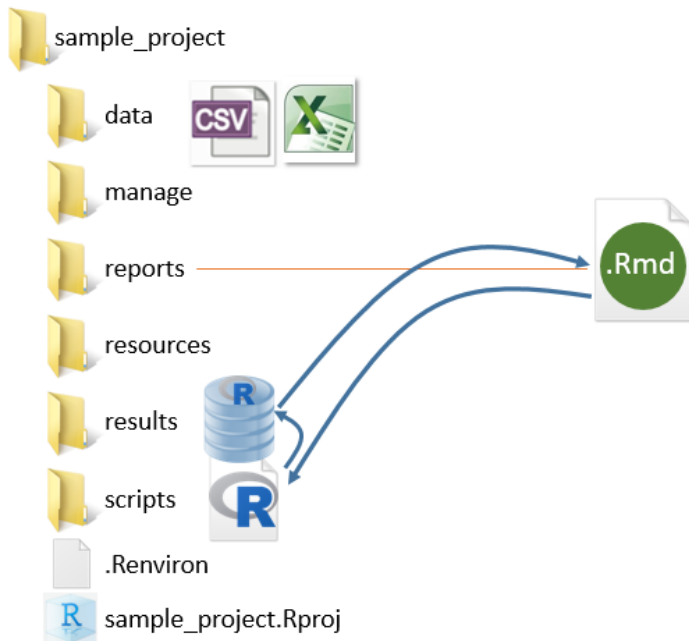 sample_project
data
CSV
X
manage
reports
.Rmd
resources
R
results
scripts
R
.Renviron
R
sample_project.Rproj